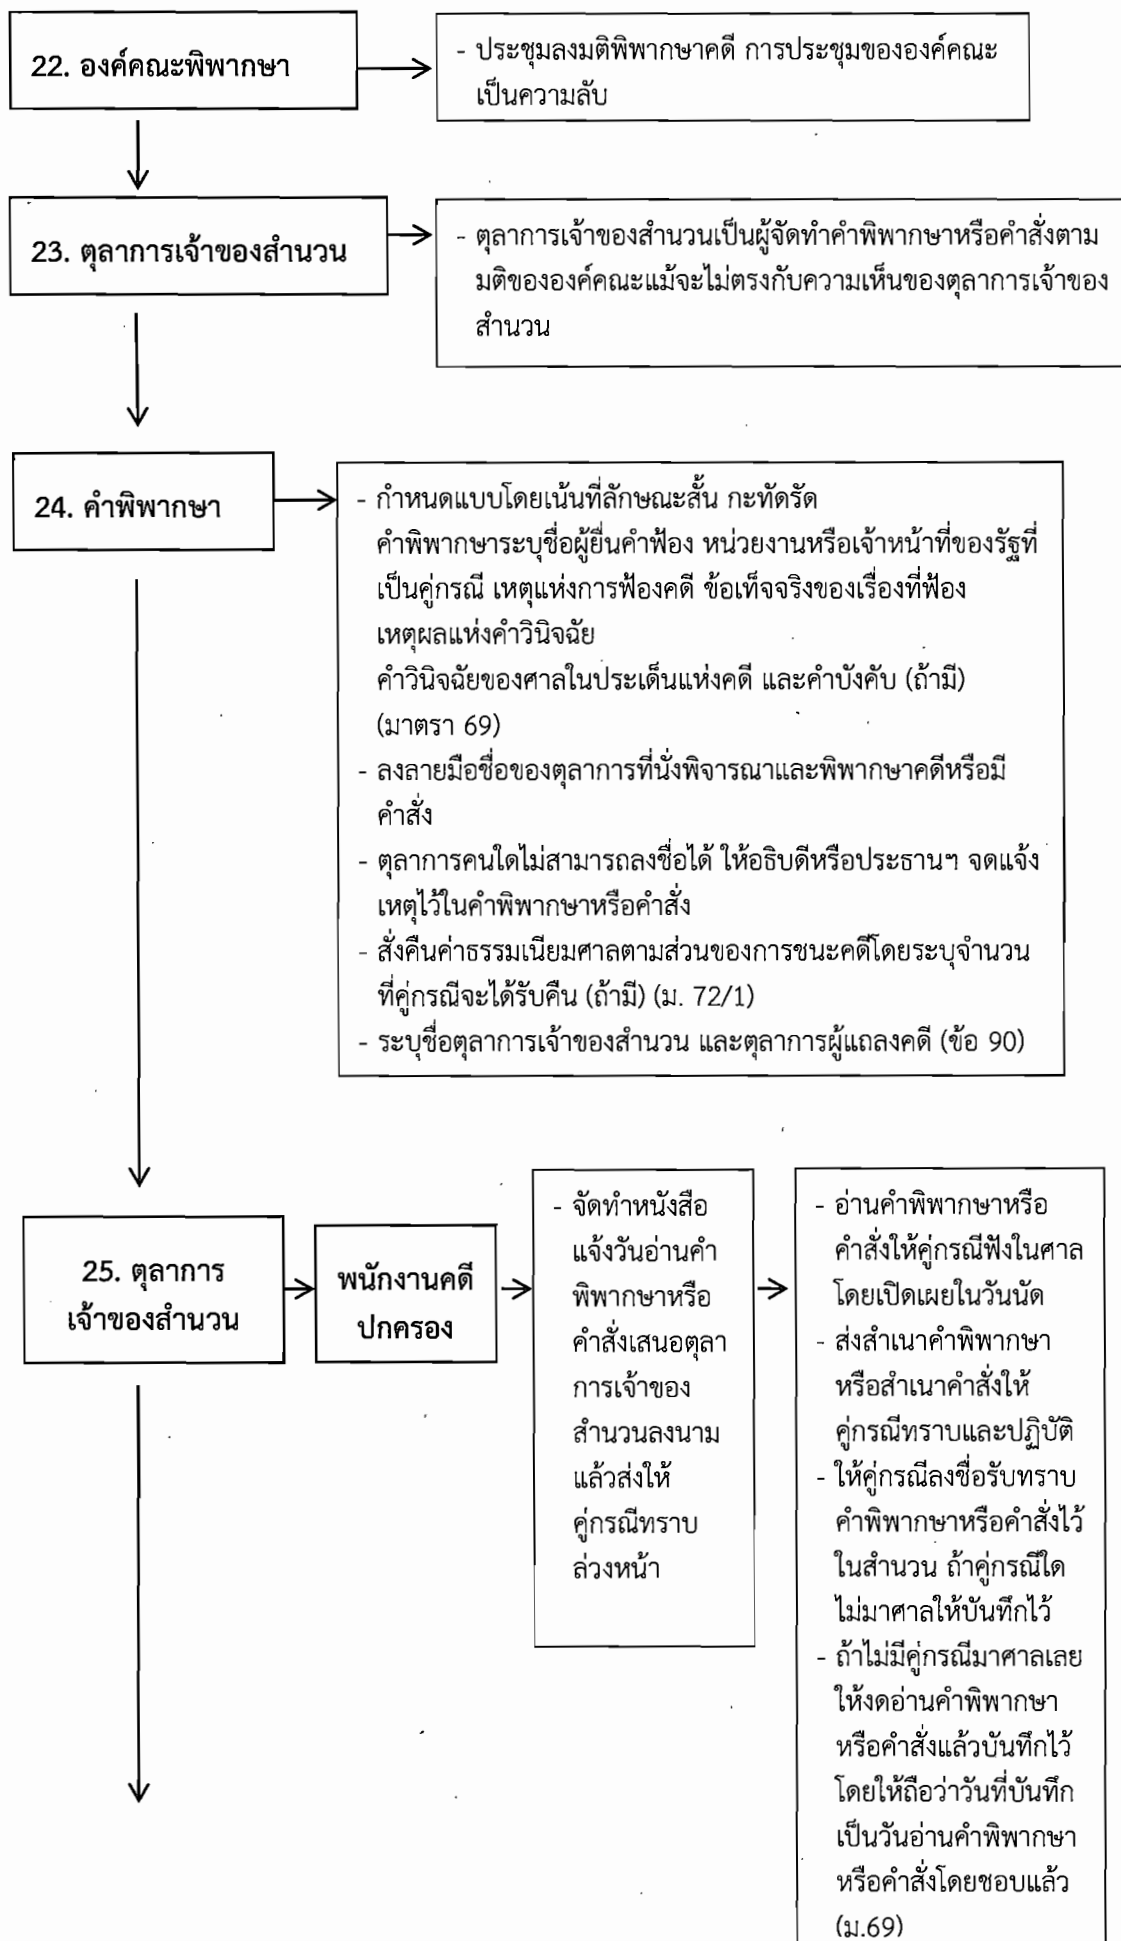 22. องค์คณะพิพากษา
- ประชุมลงมติพิพากษาคดี การประชุมขององค์คณะ
เป็นความลับ
23. ตุลาการเจ้าของสำนวน
- ตุลาการเจ้าของสำนวนเป็นผู้จัดทำคำพิพากษาหรือคำสั่งตาม
มติขององค์คณะแม้จะไม่ตรงกับความเห็นของตุลาการเจ้าของ
สำนวน
24. คำพิพากษา
- กำหนดแบบโดยเน้นที่ลักษณะสั้น กะทัดรัด
คำพิพากษาระบุชื่อผู้ยื่นคำฟ้อง หน่วยงานหรือเจ้าหน้าที่ของรัฐที่
เป็นคู่กรณี เหตุแห่งการฟ้องคดี ข้อเท็จจริงของเรื่องที่ฟ้อง
เหตุผลแห่งคำวินิจฉัย
คำวินิจฉัยของศาลในประเด็นแห่งคดี และคำบังคับ (ถ้ามี)
(มาตรา 69)
- ลงลายมือชื่อของตุลาการที่นั่งพิจารณาและพิพากษาคดีหรือมี
คำสั่ง
- ตุลาการคนใดไม่สามารถลงชื่อได้ ให้อธิบดีหรือประธานฯ จดแจ้ง
เหตุไว้ในคำพิพากษาหรือคำสั่ง
- สั่งคืนค่าธรรมเนียมศาลตามส่วนของการชนะคดีโดยระบุจำนวน
ที่คู่กรณีจะได้รับคืน (ถ้ามี) (ม. 72/1)
- ระบุชื่อตุลาการเจ้าของสำนวน และตุลาการผู้แถลงคดี (ข้อ 90)
25. ตุลาการ
เจ้าของสำนวน
พนักงานคดี
ปกครอง
- จัดทำหนังสือ
แจ้งวันอ่านคำ
พิพากษาหรือ
คำสั่งเสนอตุลา
การเจ้าของ
สำนวนลงนาม
แล้วส่งให้
คู่กรณีทราบ
ล่วงหน้า
- อ่านคำพิพากษาหรือ
คำสั่งให้คู่กรณีฟังในศาล
โดยเปิดเผยในวันนัด
- ส่งสำเนาคำพิพากษา
หรือสำเนาคำสั่งให้
คู่กรณีทราบและปฏิบัติ
- ให้คู่กรณีลงชื่อรับทราบ
คำพิพากษาหรือคำสั่งไว้
ในสำนวน ถ้าคู่กรณีใด
ไม่มาศาลให้บันทึกไว้
- ถ้าไม่มีคู่กรณีมาศาลเลย
ให้งดอ่านคำพิพากษา
หรือคำสั่งแล้วบันทึกไว้
โดยให้ถือว่าวันที่บันทึก
เป็นวันอ่านคำพิพากษา
หรือคำสั่งโดยชอบแล้ว
(ม.69)